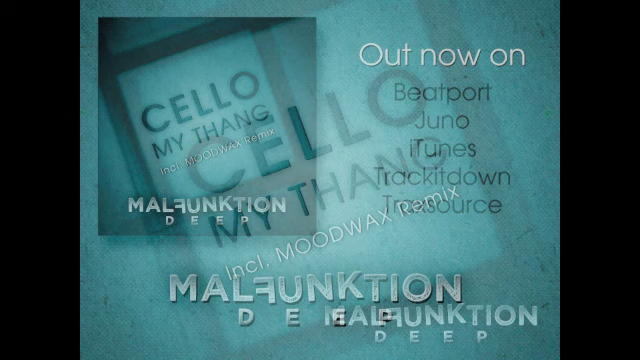 CELLO
MY THANG
Incl. MOODWAX Remix
MALFUNKTION
DEEP
Out now on
Beatport
Juno
iTunes
Trackitdown
Traxsource
CELLO
MY THANG
Incl. MOODWAX Remix
MALFUNKTION
DEEP
MALFUNKTION
DEEP